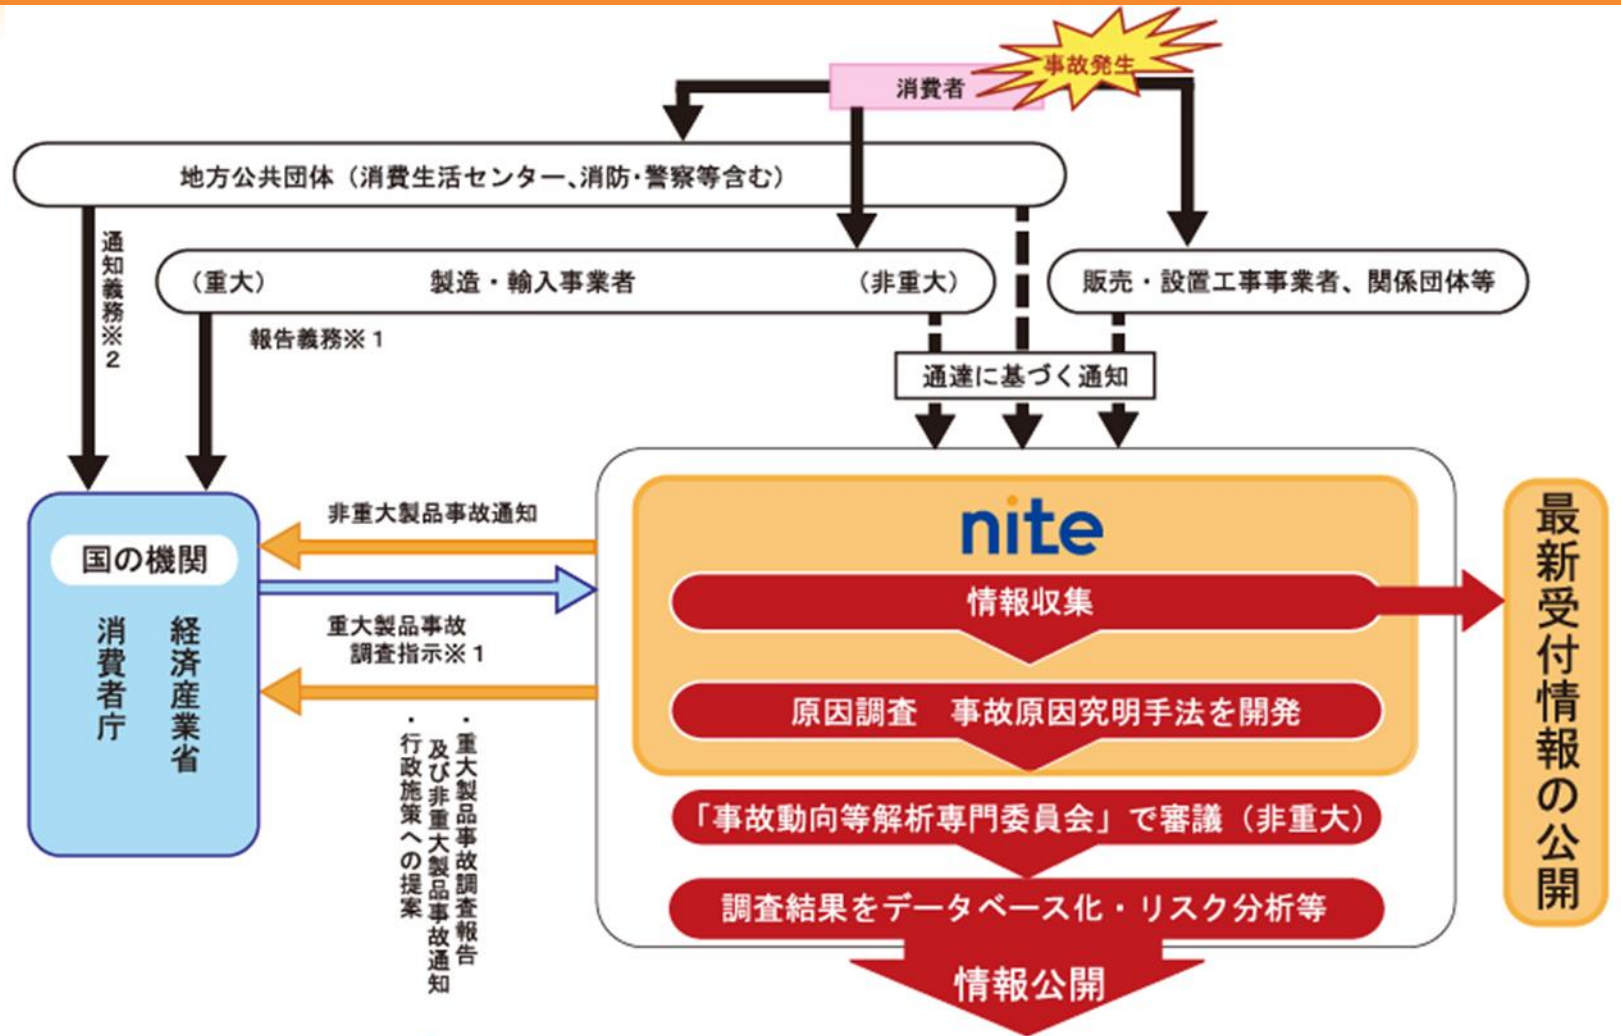 事故発生
消費者
地方公共団体（消費生活センター、消防・警察等含む）
通知義務※2
（重大）　製造・輸入事業者　（非重大）
販売・設置工事事業者、関係団体等
報告義務※1
通達に基づく通知
国の機関
経済産業省
消費者庁
非重大製品事故通知
重大製品事故
調査指示※1
・重大製品事故調査報告
及び非重大製品事故通知
・行政施策への提案
nite
情報収集
原因調査　事故原因究明手法を開発
「事故動向等解析専門委員会」で審議（非重大）
調査結果をデータベース化・リスク分析等
情報公開
最新受付情報の公開